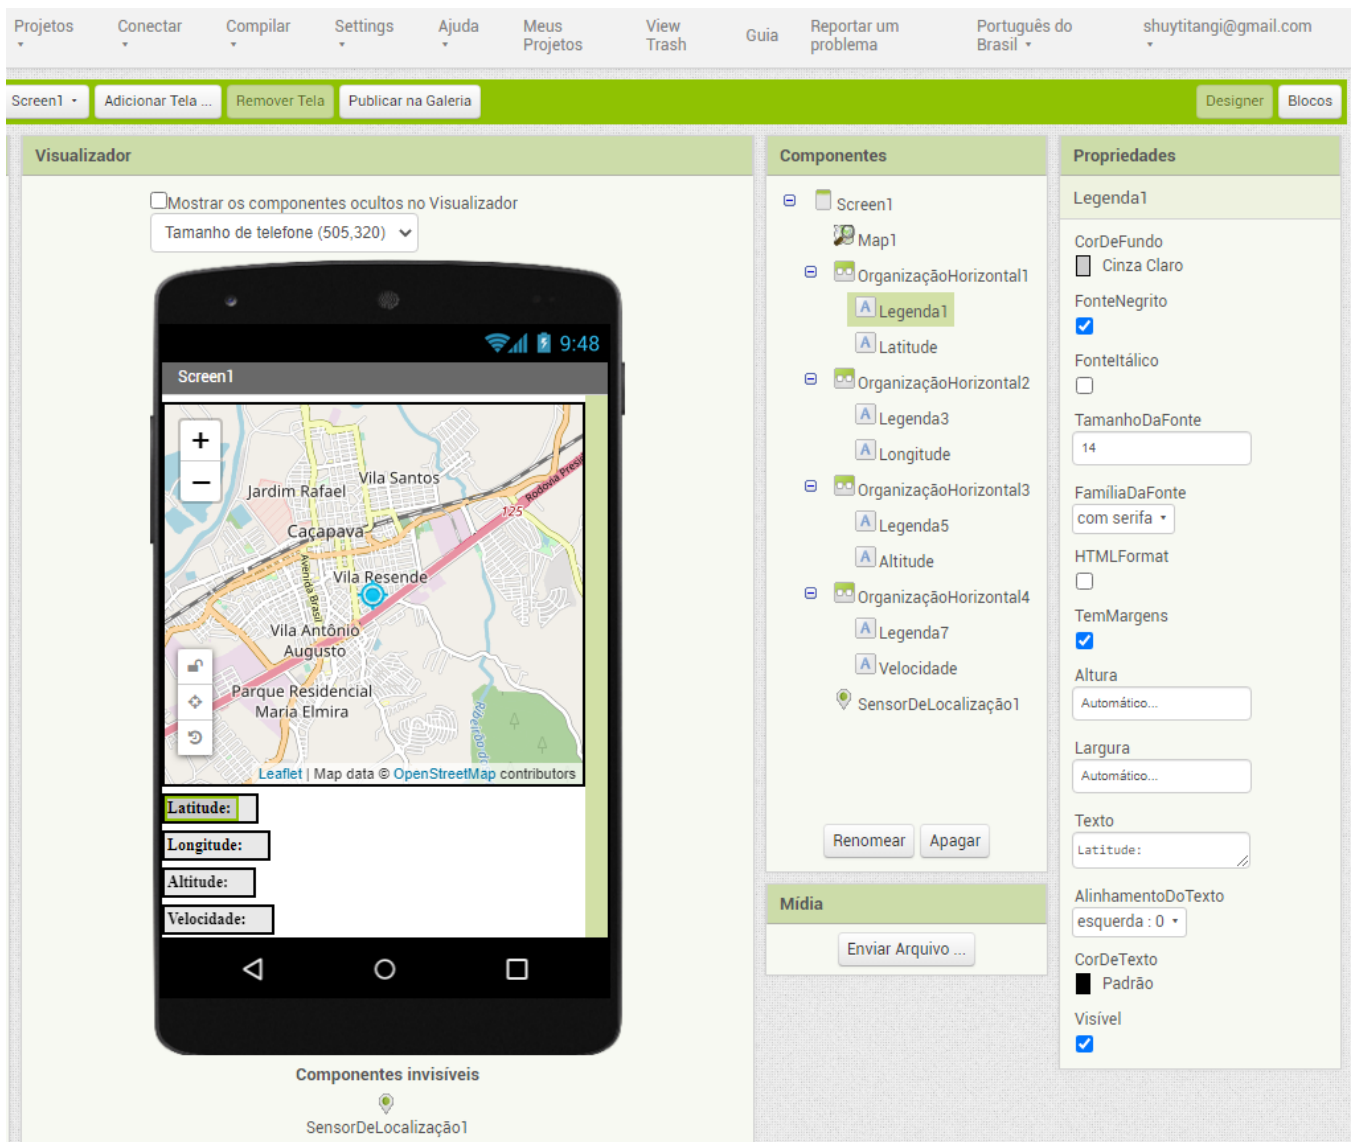 Projetos Conectar Compilar Settings Ajuda Meus Projetos View Trash Guia Reportar um problema Português do Brasil shuytitangi@gmail.com
Screen1 Adicionar Tela ... Remover Tela Publicar na Galeria Designer Blocos
Visualizador
Mostrar os componentes ocultos no Visualizador
Tamanho de telefone (505,320)
9:48
Screen1
+
−
Vila Santos
Jardim Rafael
Rodovia Presi
125
Caçapava
Avenida Brasil
Vila Resende
Vila Antônio
Augusto
Parque Residencial
Maria Elmira
Ribeirão do
Leaflet | Map data © OpenStreetMap contributors
Latitude:
Longitude:
Altitude:
Velocidade:
Componentes invisíveis
SensorDeLocalização1
Componentes
Screen1
Map1
OrganizaçãoHorizontal1
Legenda1
Latitude
OrganizaçãoHorizontal2
Legenda3
Longitude
OrganizaçãoHorizontal3
Legenda5
Altitude
OrganizaçãoHorizontal4
Legenda7
Velocidade
SensorDeLocalização1
Renomear Apagar
Mídia
Enviar Arquivo ...
Propriedades
Legenda1
CorDeFundo
Cinza Claro
FonteNegrito
FonteItálico
TamanhoDaFonte
14
FamíliaDaFonte
com serifa
HTMLFormat
TemMargens
Altura
Automático...
Largura
Automático...
Texto
Latitude:
AlinhamentoDoTexto
esquerda : 0
CorDeTexto
Padrão
Visível